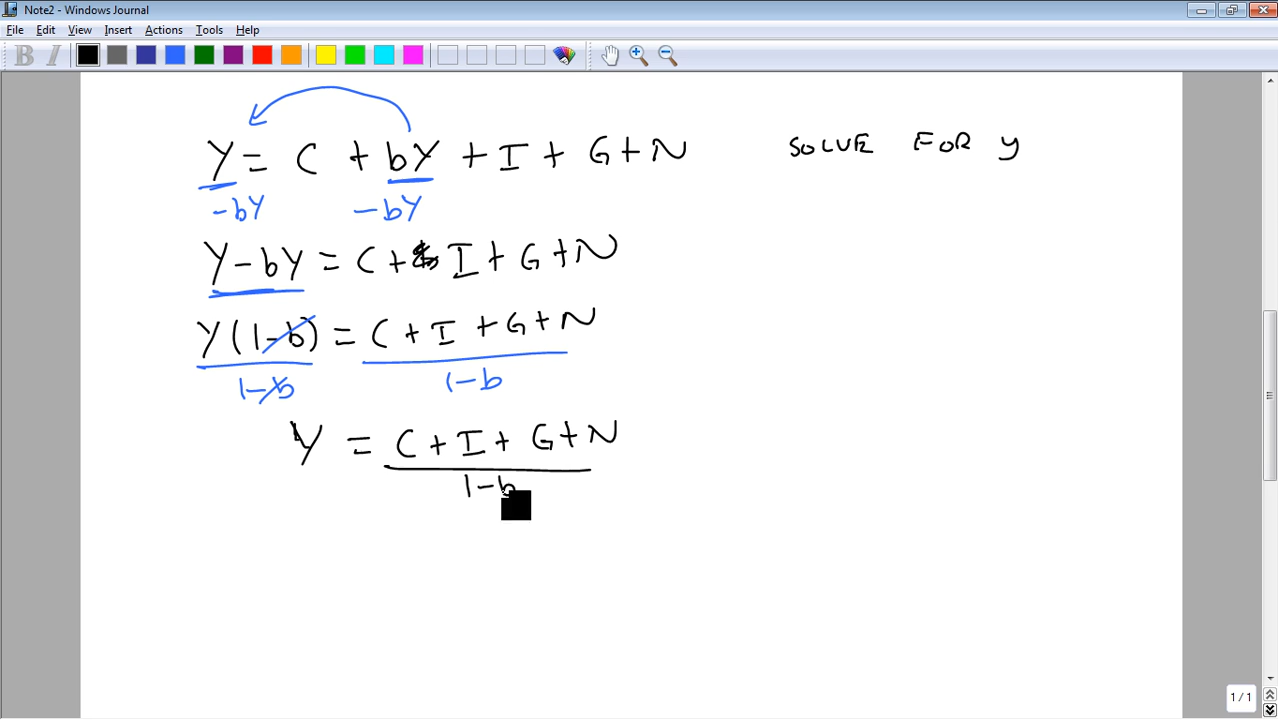 Note2 - Windows Journal
File Edit View Insert Actions Tools Help
B I
Y = C + bY + I + G + N SOLVE FOR y
-bY -bY
Y - bY = C + I + G + N
Y (1 - b) = C + I + G + N
1 - b 1 - b
Y = C + I + G + N
1 - b
1 / 1